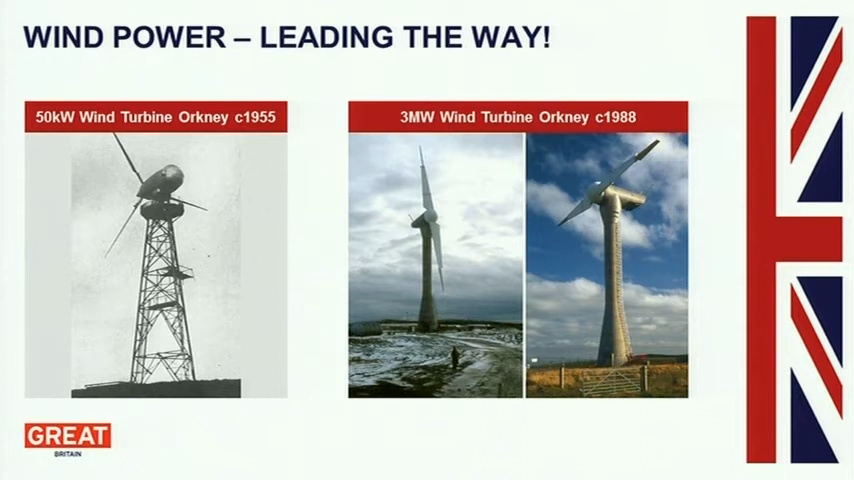 WIND POWER – LEADING THE WAY!
50kW Wind Turbine Orkney c1955
3MW Wind Turbine Orkney c1988
GREAT
BRITAIN